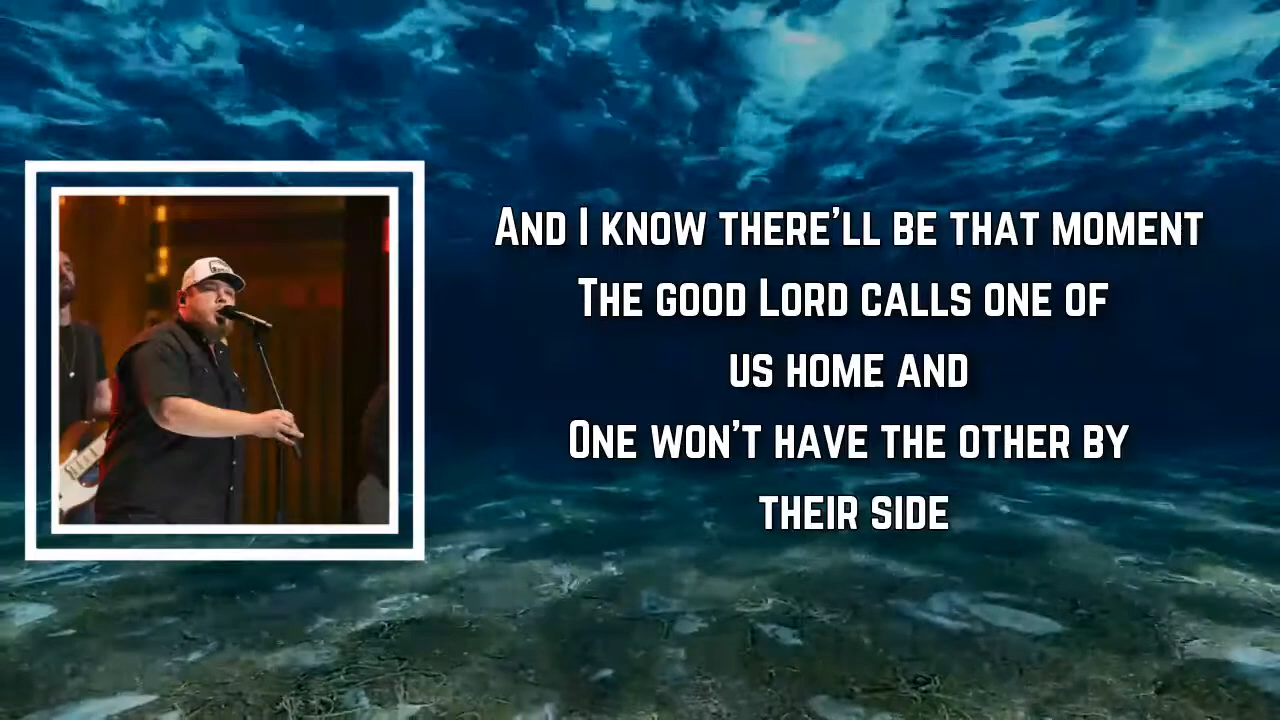 And I know there'll be that moment
The good Lord calls one of
us home and
One won't have the other by
their side